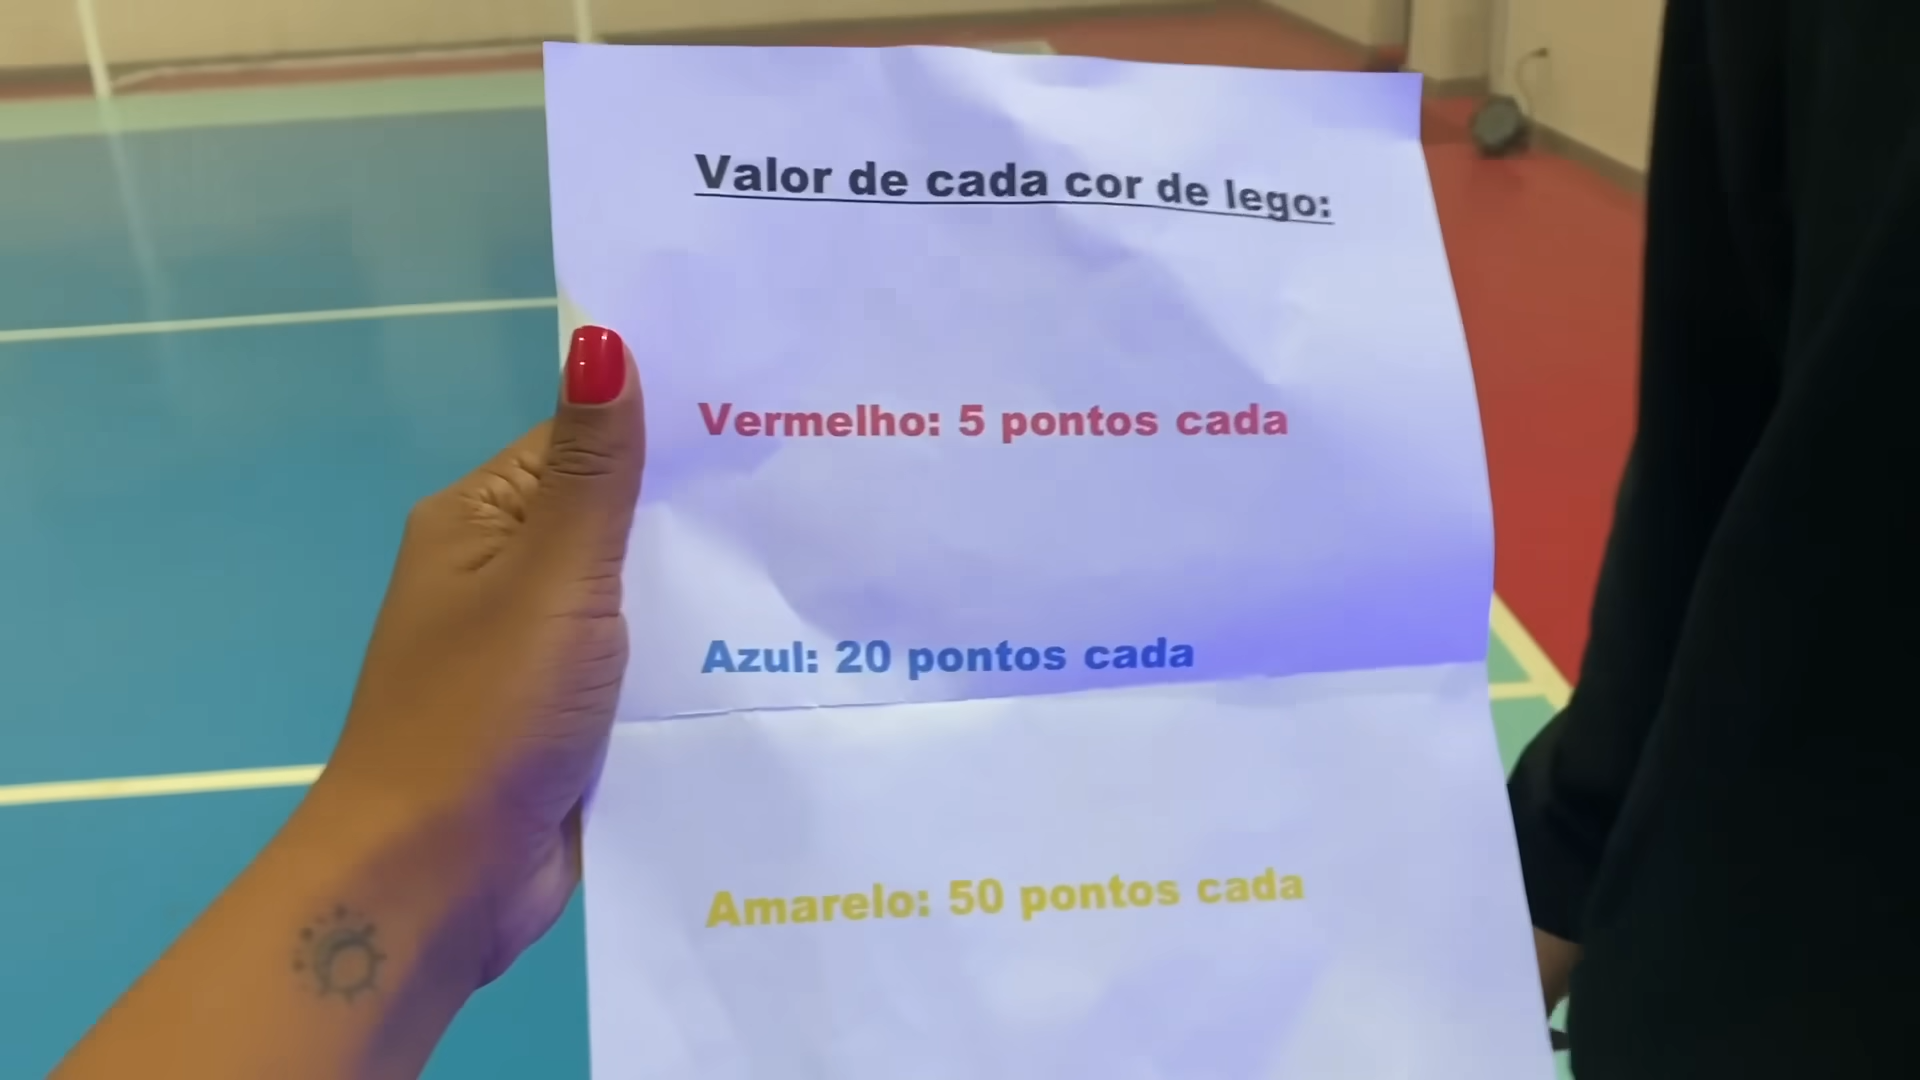 Valor de cada cor de lego:
Vermelho: 5 pontos cada
Azul: 20 pontos cada
Amarelo: 50 pontos cada